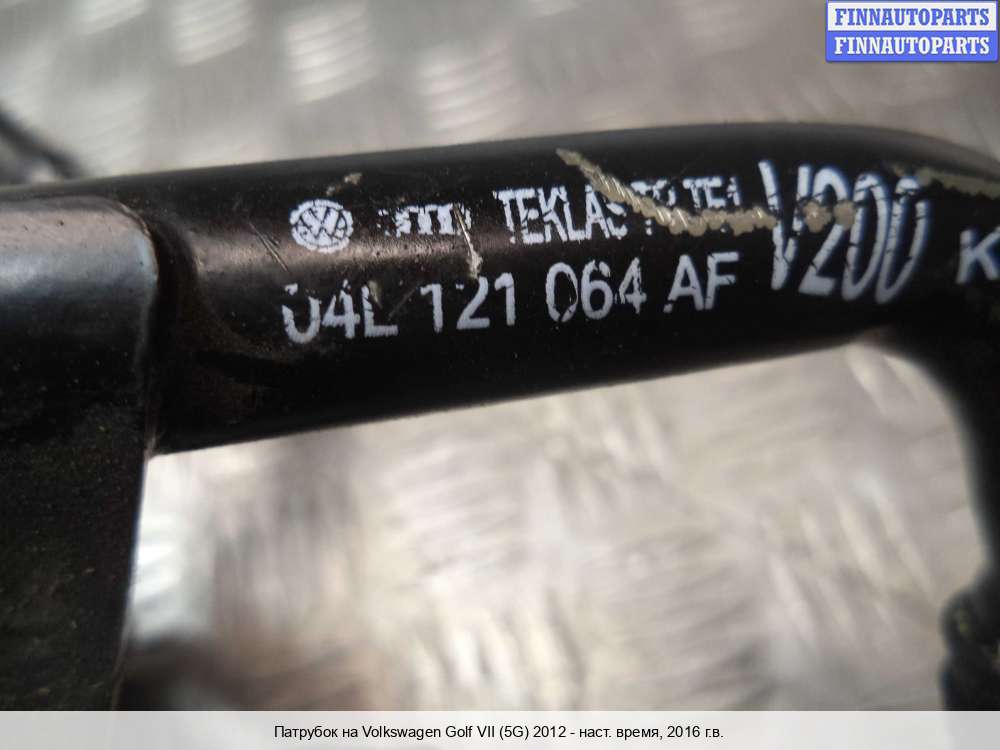 FINNAUTOPARTS
FINNAUTOPARTS
TEKLAS V200 K
04L 121 064 AF
Патрубок на Volkswagen Golf VII (5G) 2012 - наст. время, 2016 г.в.